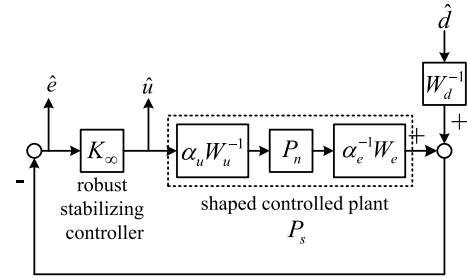 d̂
ê
û
W_d^{-1}
+
+
K_∞
α_u W_u^{-1}
P_n
α_e^{-1} W_e
-
robust
stabilizing
controller
shaped controlled plant
P_s